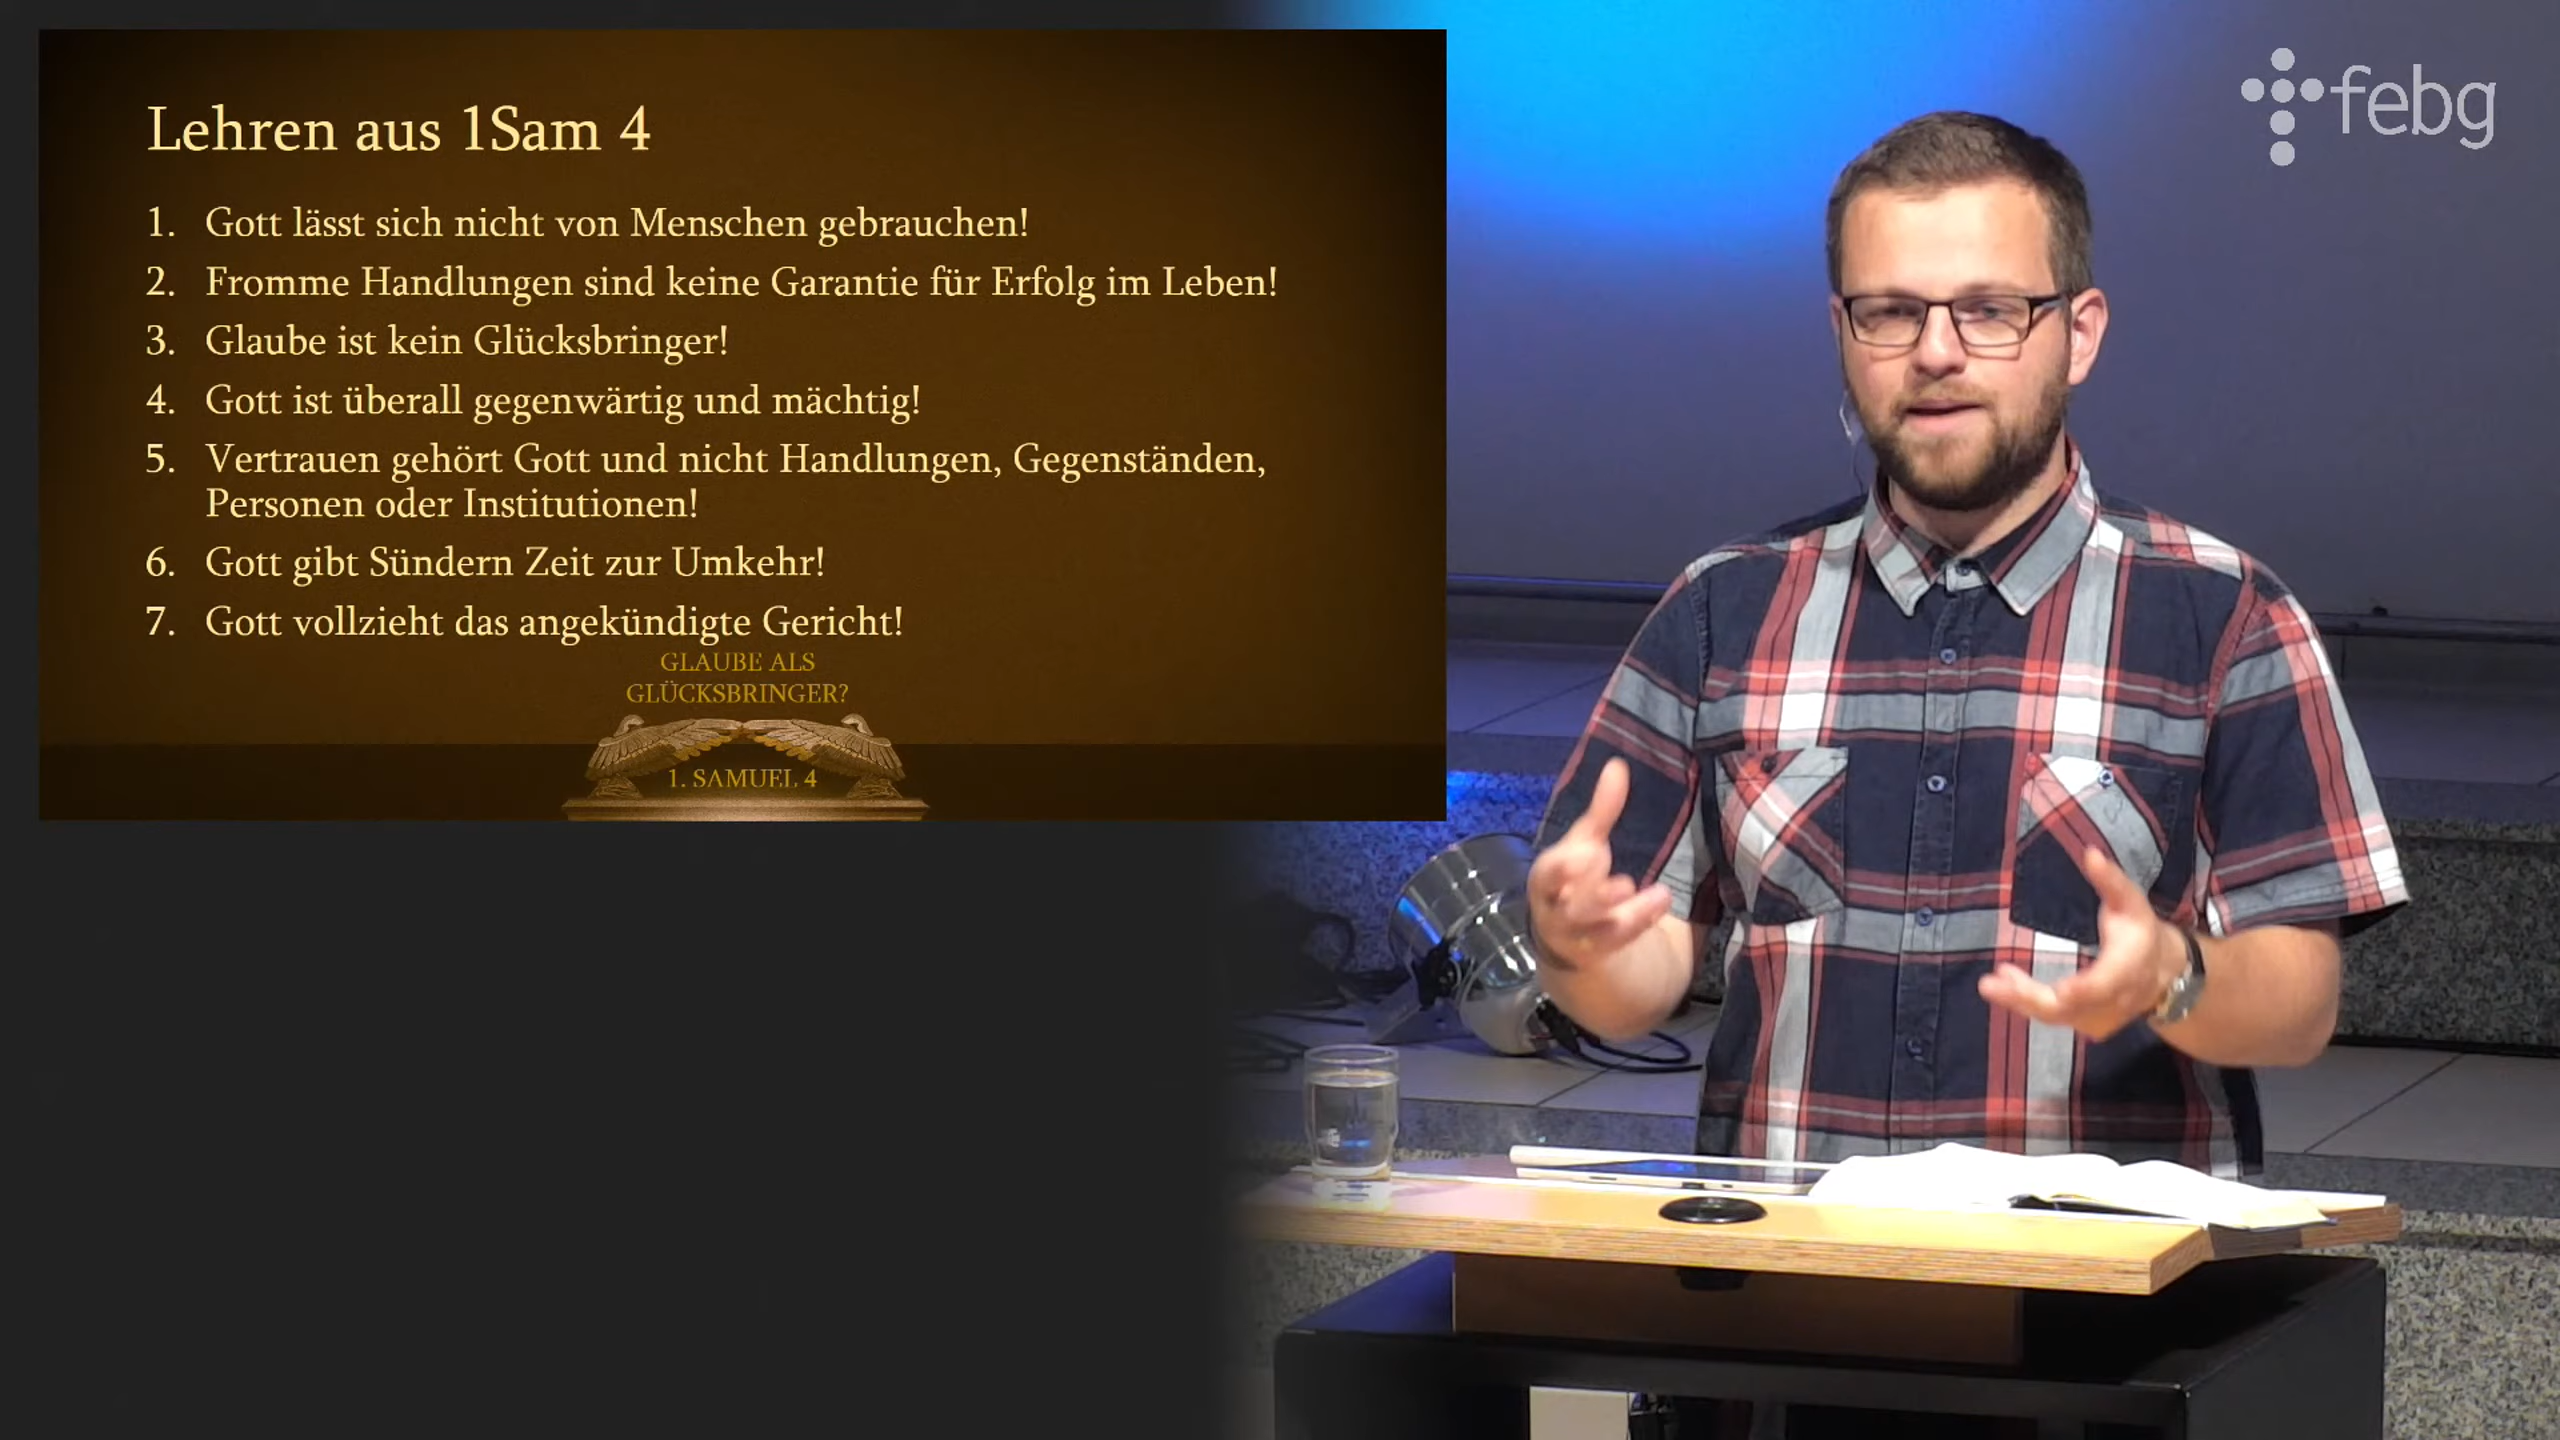 Lehren aus 1Sam 4
1. Gott lässt sich nicht von Menschen gebrauchen!
2. Fromme Handlungen sind keine Garantie für Erfolg im Leben!
3. Glaube ist kein Glücksbringer!
4. Gott ist überall gegenwärtig und mächtig!
5. Vertrauen gehört Gott und nicht Handlungen, Gegenständen,
Personen oder Institutionen!
6. Gott gibt Sündern Zeit zur Umkehr!
7. Gott vollzieht das angekündigte Gericht!
GLAUBE ALS
GLÜCKSBRINGER?
1. SAMUEL 4
febg